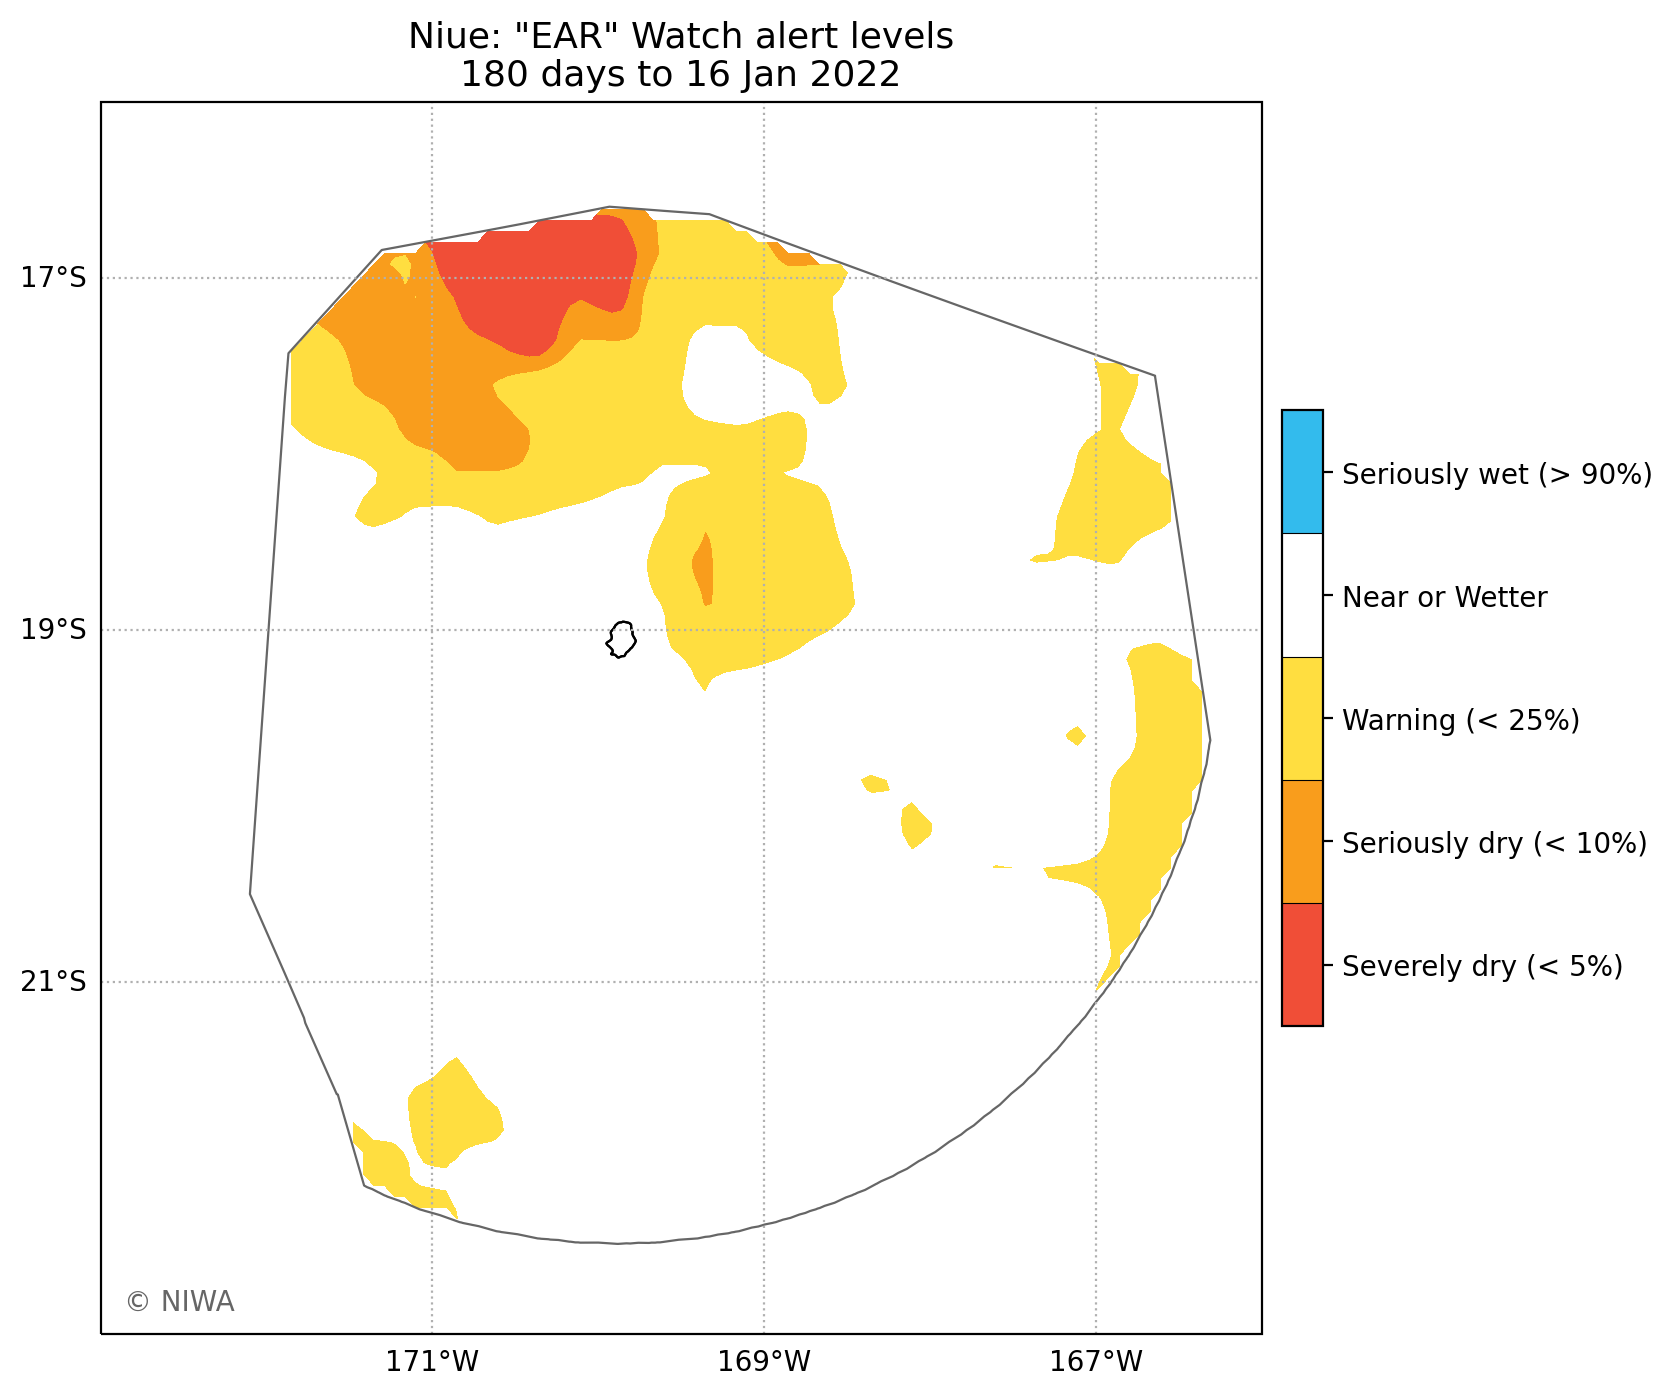 Niue: "EAR" Watch alert levels
180 days to 16 Jan 2022
17°S
19°S
21°S
171°W
169°W
167°W
Seriously wet (> 90%)
Near or Wetter
Warning (< 25%)
Seriously dry (< 10%)
Severely dry (< 5%)
© NIWA